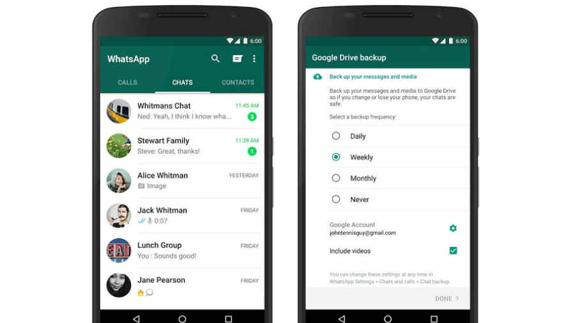 6:00
WhatsApp
CALLS CHATS CONTACTS
Whitmans Chat 11:45 AM
Ned: Yeah, I think I know wha... 3
Stewart Family 11:39 AM
Steve: Great, thanks! 1
Alice Whitman YESTERDAY
Image
Jack Whitman FRIDAY
0:07
Lunch Group FRIDAY
You : Sounds good!
Jane Pearson FRIDAY
6:00
Google Drive backup
Back up your messages and media
Back up your messages and media to Google Drive
so if you change or lose your phone, your chats are
safe.
Select a backup frequency:
Daily
Weekly
Monthly
Never
Google Account
johntennisguy@gmail.com
Include videos
You can change these settings at any time in
WhatsApp Settings > Chats and calls > Chat backup.
DONE >